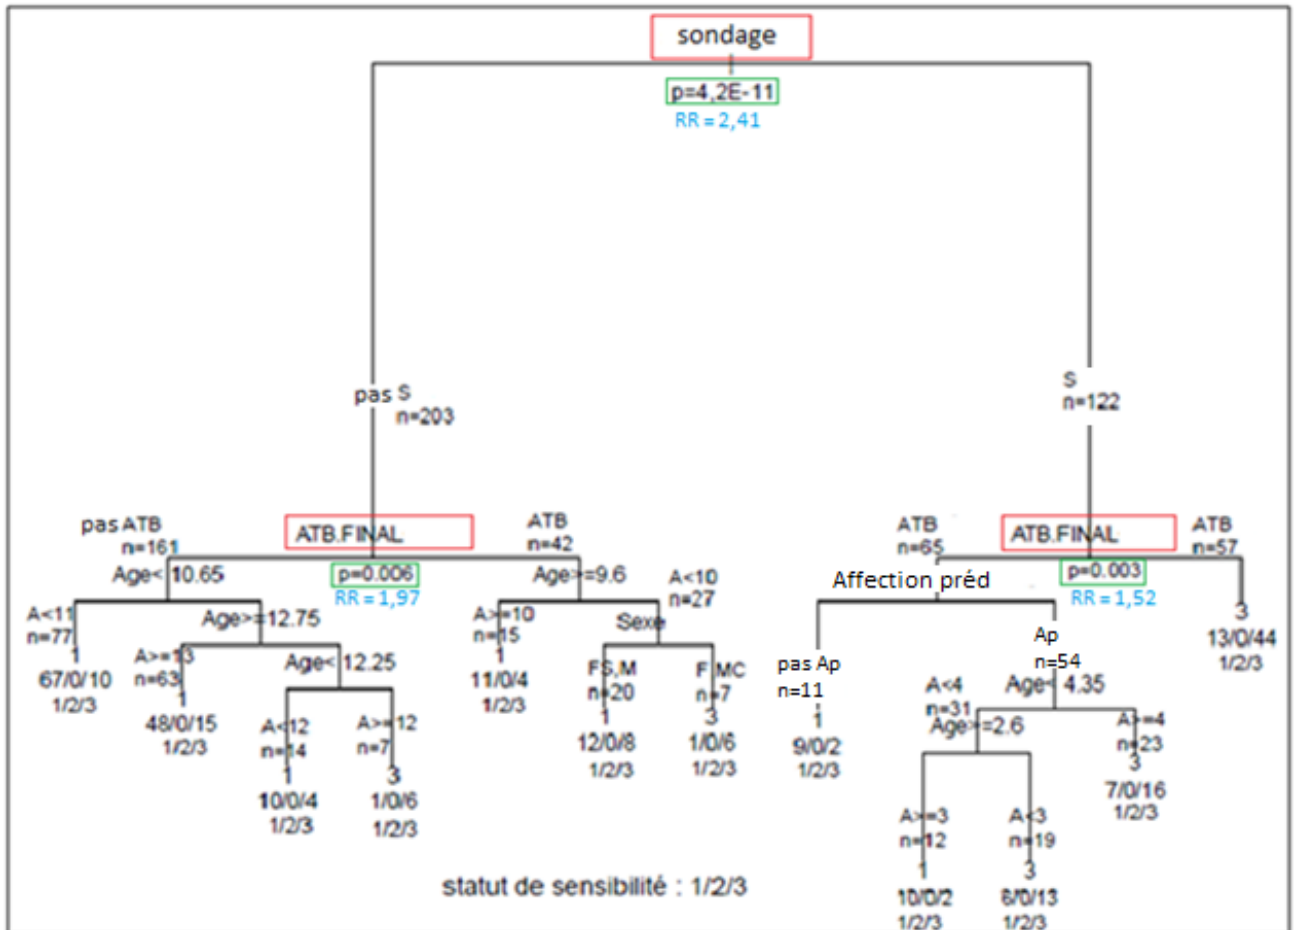 sondage
p=4,2E-11
RR = 2,41
pas S
n=203
S
n=122
pas ATB
n=161
ATB.FINAL
ATB
n=42
ATB
n=65
ATB.FINAL
ATB
n=57
Age< 10.65
p=0.006
RR = 1,97
Age>=9.6
A<10
n=27
Affection préd
p=0.003
RR = 1,52
A<11
n=77
1
67/0/10
1/2/3
Age>=12.75
A>=13
n=63
1
48/0/15
1/2/3
Age< 12.25
A<12
n=14
1
10/0/4
1/2/3
A>=12
n=7
3
1/0/6
1/2/3
A>=10
n=15
1
11/0/4
1/2/3
Sexe
FS,M
n=20
1
12/0/8
1/2/3
F MC
n=7
3
1/0/6
1/2/3
pas Ap
n=11
1
9/0/2
1/2/3
Ap
n=54
Age< 4,35
A<4
n=31
Age>=2.6
A>=4
n=23
3
7/0/16
1/2/3
3
13/0/44
1/2/3
A>=3
n=12
1
10/0/2
1/2/3
A<3
n=19
3
6/0/13
1/2/3
statut de sensibilité : 1/2/3